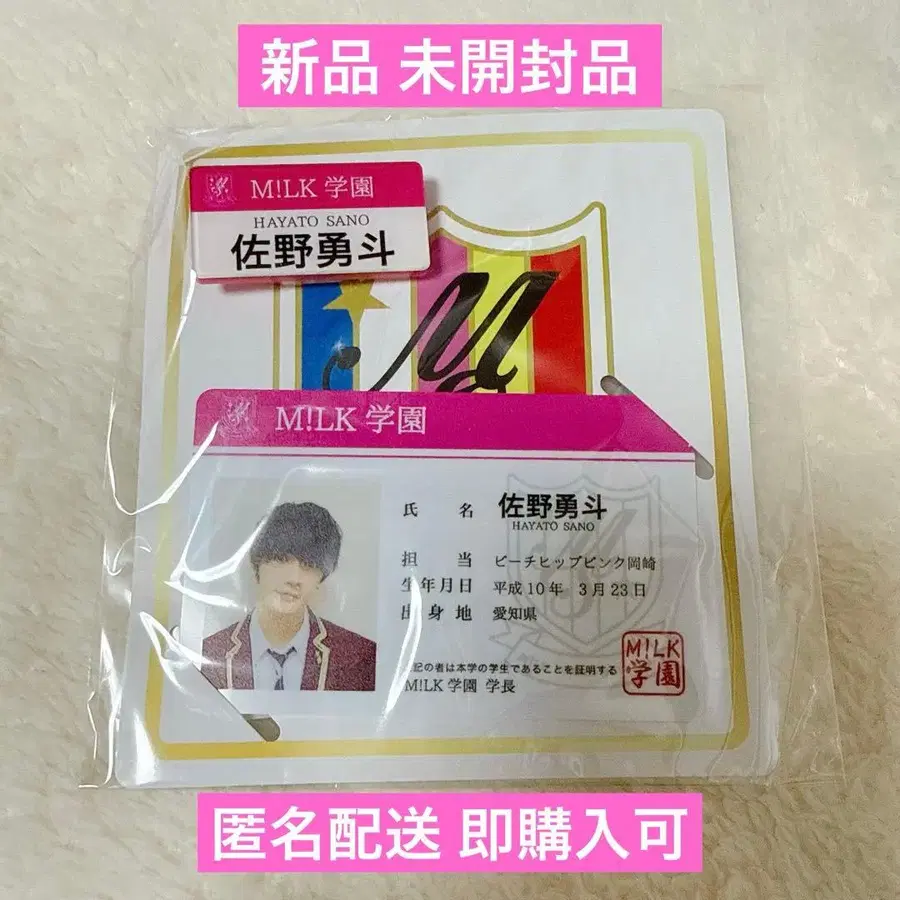 新品 未開封品
M!LK 学園
HAYATO SANO
佐野勇斗
M!LK 学園
氏 名 佐野勇斗
HAYATO SANO
担 当 ピーチヒップピンク岡崎
生年月日 平成10年 3月23日
出身地 愛知県
記の者は本学の学生であることを証明する
M!LK 学園 学長
M!LK
学園
匿名配送 即購入可